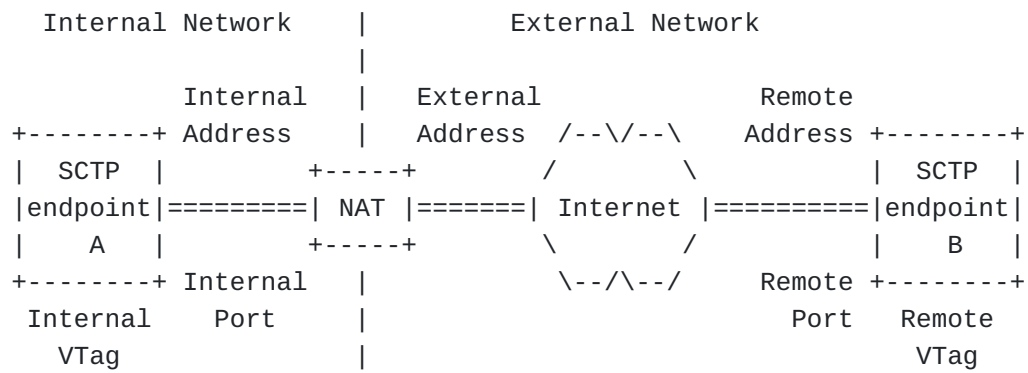 Internal Network    |         External Network
                    |
         Internal   |   External              Remote
+--------+ Address   |   Address  /--\/--\    Address +--------+
|  SCTP  |         +-----+        /        \           |  SCTP  |
|endpoint|=========| NAT |=======| Internet |==========|endpoint|
|   A    |         +-----+        \        /           |   B    |
+--------+ Internal  |            \--/\--/     Remote +--------+
 Internal    Port    |                           Port   Remote
   VTag              |                                   VTag